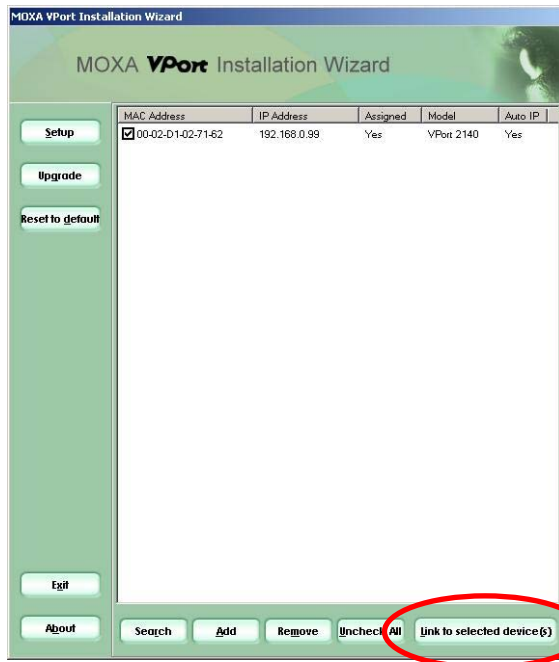 MOXA VPort Installation Wizard
MOXA VPort Installation Wizard
MAC Address IP Address Assigned Model Auto IP
00-02-D1-02-71-62 192.168.0.99 Yes VPort 2140 Yes
Setup
Upgrade
Reset to default
Exit
About
Search Add Remove Uncheck All Link to selected device(s)